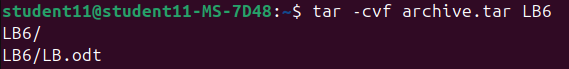 student11@student11-MS-7D48:~$ tar -cvf archive.tar LB6
LB6/
LB6/LB.odt